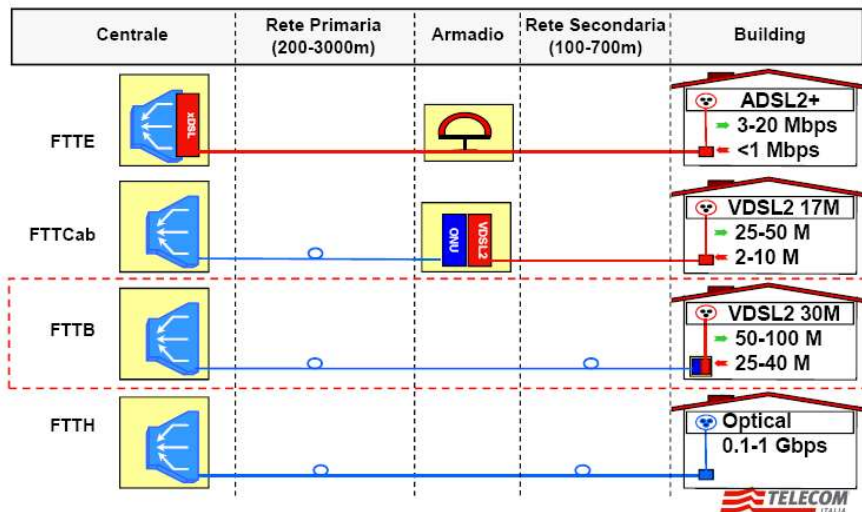 Centrale
Rete Primaria
(200-3000m)
Armadio
Rete Secondaria
(100-700m)
Building
FTTE
xDSL
ADSL2+
3-20 Mbps
<1 Mbps
FTTCab
ONU
VDSL2
VDSL2 17M
25-50 M
2-10 M
FTTB
VDSL2 30M
50-100 M
25-40 M
FTTH
Optical
0.1-1 Gbps
TELECOM
ITALIA